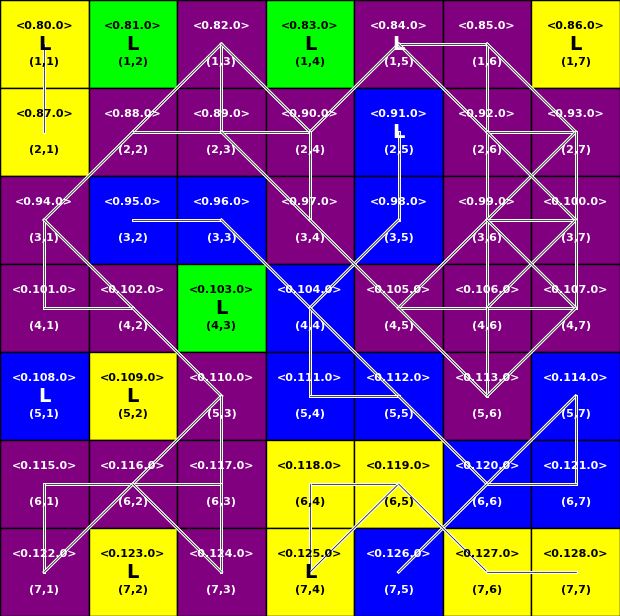 <0.80.0> <0.81.0> <0.82.0> <0.83.0> <0.84.0> <0.85.0> <0.86.0>
L L L L L
(1,1) (1,2) (1,3) (1,4) (1,5) (1,6) (1,7)
<0.87.0> <0.88.0> <0.89.0> <0.90.0> <0.91.0> <0.92.0> <0.93.0>
L
(2,1) (2,2) (2,3) (2,4) (2,5) (2,6) (2,7)
<0.94.0> <0.95.0> <0.96.0> <0.97.0> <0.98.0> <0.99.0> <0.100.0>
(3,1) (3,2) (3,3) (3,4) (3,5) (3,6) (3,7)
<0.101.0> <0.102.0> <0.103.0> <0.104.0> <0.105.0> <0.106.0> <0.107.0>
L
(4,1) (4,2) (4,3) (4,4) (4,5) (4,6) (4,7)
<0.108.0> <0.109.0> <0.110.0> <0.111.0> <0.112.0> <0.113.0> <0.114.0>
L L
(5,1) (5,2) (5,3) (5,4) (5,5) (5,6) (5,7)
<0.115.0> <0.116.0> <0.117.0> <0.118.0> <0.119.0> <0.120.0> <0.121.0>
(6,1) (6,2) (6,3) (6,4) (6,5) (6,6) (6,7)
<0.122.0> <0.123.0> <0.124.0> <0.125.0> <0.126.0> <0.127.0> <0.128.0>
L L
(7,1) (7,2) (7,3) (7,4) (7,5) (7,6) (7,7)